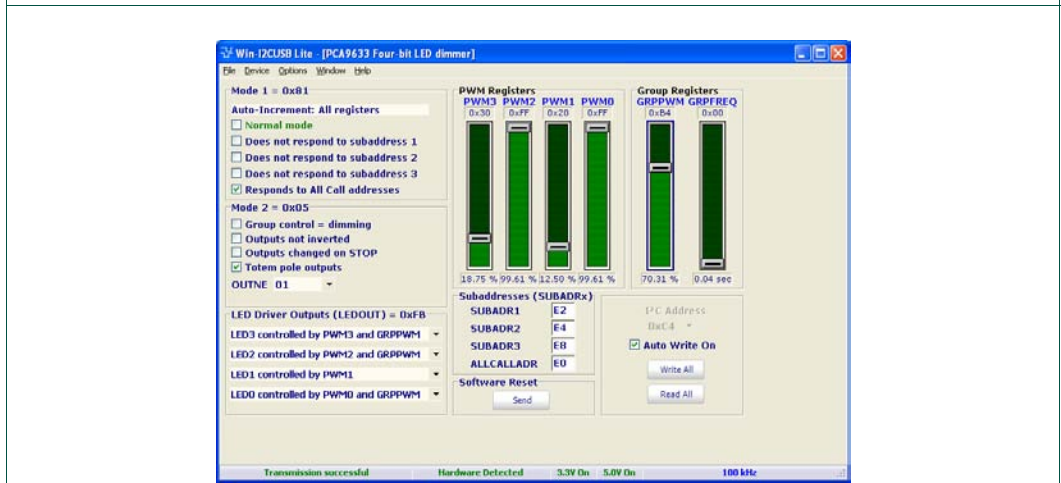 Win-I2CUSB Lite - [PCA9633 Four-bit LED dimmer]
File Device Options Window Help
Mode 1 = 0x81
Auto-Increment: All registers
Normal mode
Does not respond to subaddress 1
Does not respond to subaddress 2
Does not respond to subaddress 3
Responds to All Call addresses
Mode 2 = 0x05
Group control = dimming
Outputs not inverted
Outputs changed on STOP
Totem pole outputs
OUTNE 01
LED Driver Outputs (LEDOUT) = 0xFB
LED3 controlled by PWM3 and GRPPWM
LED2 controlled by PWM2 and GRPPWM
LED1 controlled by PWM1
LED0 controlled by PWM0 and GRPPWM
PWM Registers
PWM3 PWM2 PWM1 PWM0
0x30 0xFF 0x20 0xFF
18.75 % 99.61 % 12.50 % 99.61 %
Group Registers
GRPPWM GRPFREQ
0xB4 0x00
70.31 % 0.04 sec
Subaddresses (SUBADRx)
SUBADR1 E2
SUBADR2 E4
SUBADR3 E8
ALLCALLADR E0
Software Reset
Send
I²C Address
0xC4
Auto Write On
Write All
Read All
Transmission successful Hardware Detected 3.3V On 5.0V On 100 kHz